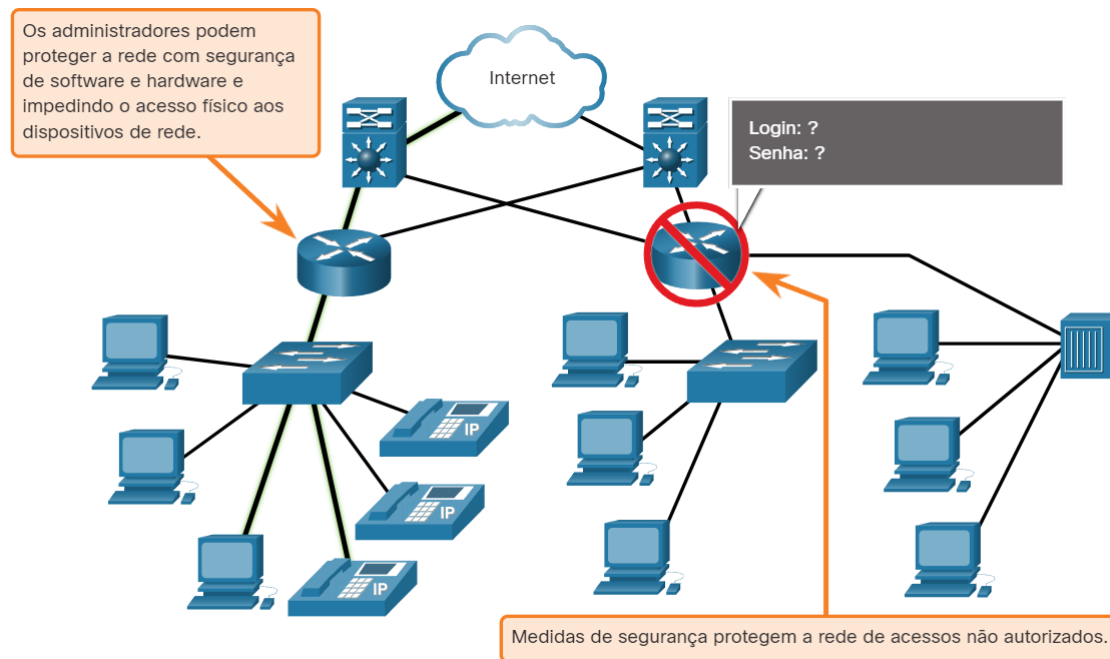 Os administradores podem
proteger a rede com segurança
de software e hardware e
impedindo o acesso físico aos
dispositivos de rede.
Internet
Login: ?
Senha: ?
IP
IP
IP
Medidas de segurança protegem a rede de acessos não autorizados.